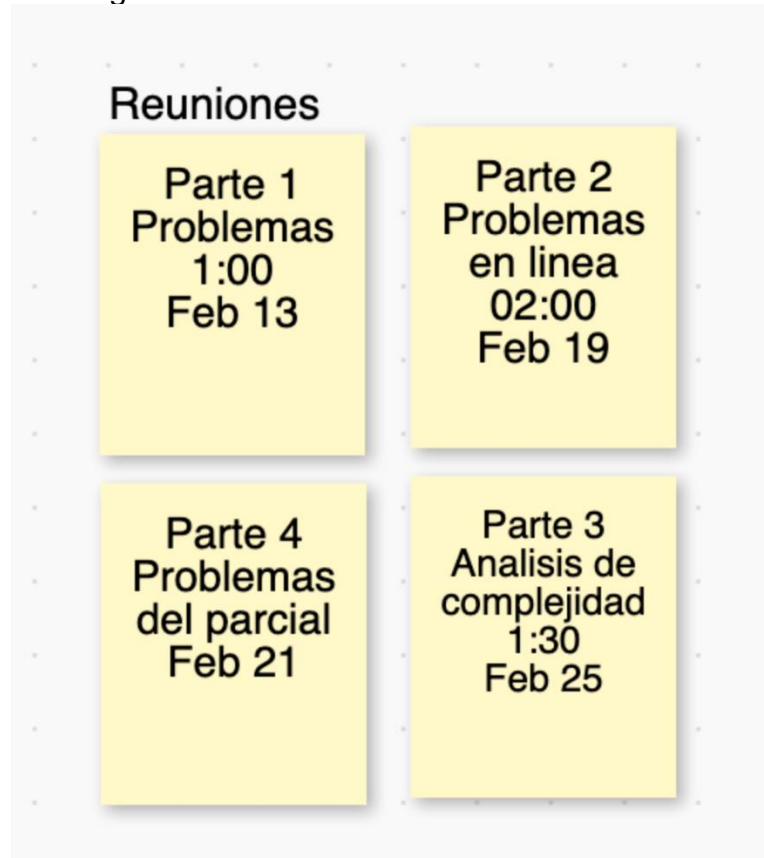 Reuniones
Parte 1
Problemas
1:00
Feb 13
Parte 2
Problemas
en linea
02:00
Feb 19
Parte 4
Problemas
del parcial
Feb 21
Parte 3
Analisis de
complejidad
1:30
Feb 25